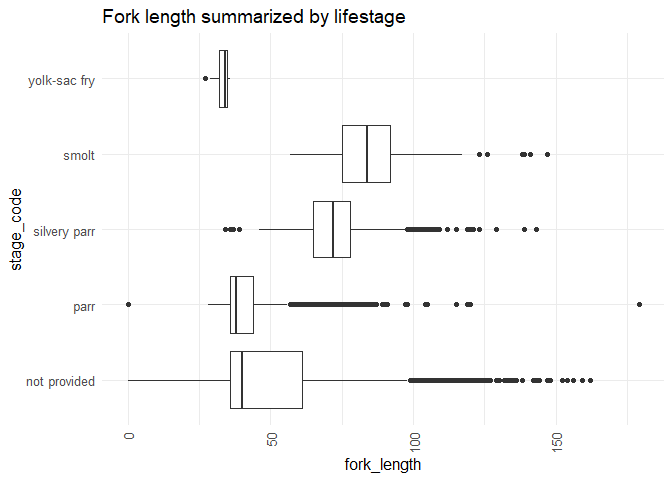 Fork length summarized by lifestage
stage_code
yolk-sac fry
smolt
silvery parr
parr
not provided
0
50
100
150
fork_length